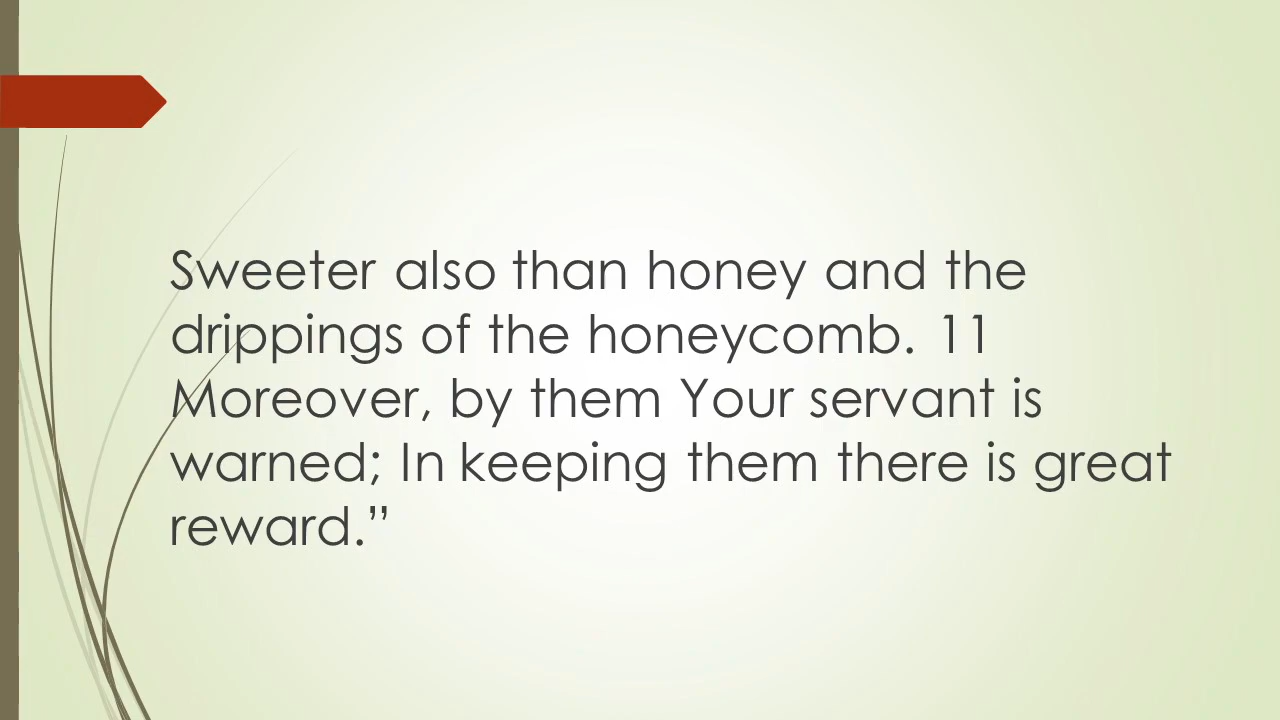 Sweeter also than honey and the
drippings of the honeycomb. 11
Moreover, by them Your servant is
warned; In keeping them there is great
reward.”